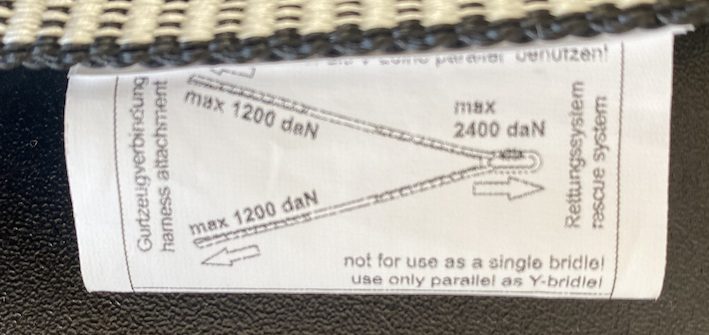 benutzen!
Gurtzeugverbindung
harness attachment
max 1200 daN
max
2400 daN
Rettungssystem
rescue system
max 1200 daN
not for use as a single bridle!
use only parallel as Y-bridle!